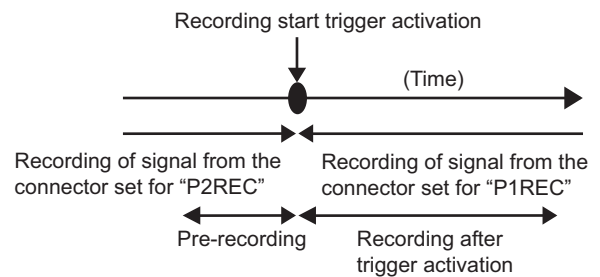 Recording start trigger activation
(Time)
Recording of signal from the
connector set for “P2REC”
Recording of signal from the
connector set for “P1REC”
Pre-recording
Recording after
trigger activation